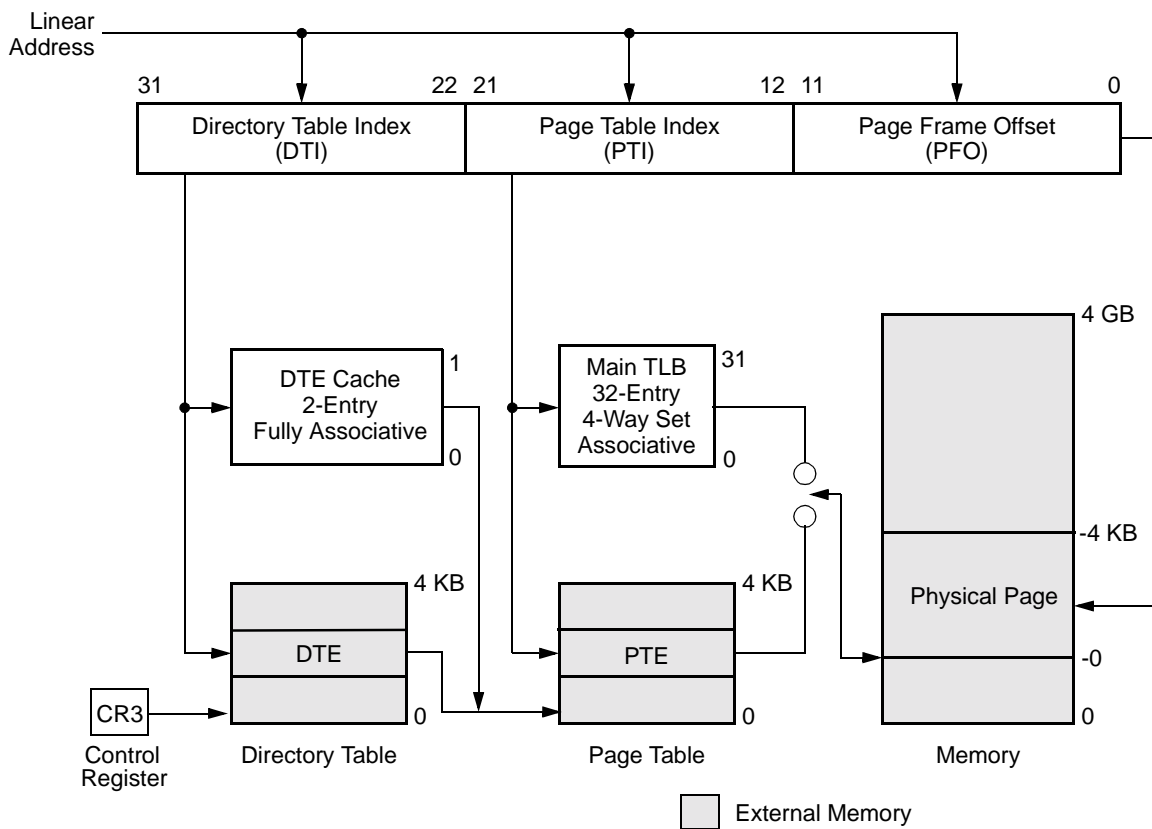 Linear
Address
31
22
21
12
11
0
Directory Table Index
(DTI)
Page Table Index
(PTI)
Page Frame Offset
(PFO)
4 GB
DTE Cache
2-Entry
Fully Associative
1
0
Main TLB
32-Entry
4-Way Set
Associative
31
0
-4 KB
Physical Page
-0
0
4 KB
DTE
0
4 KB
PTE
0
CR3
Control
Register
Directory Table
Page Table
Memory
External Memory